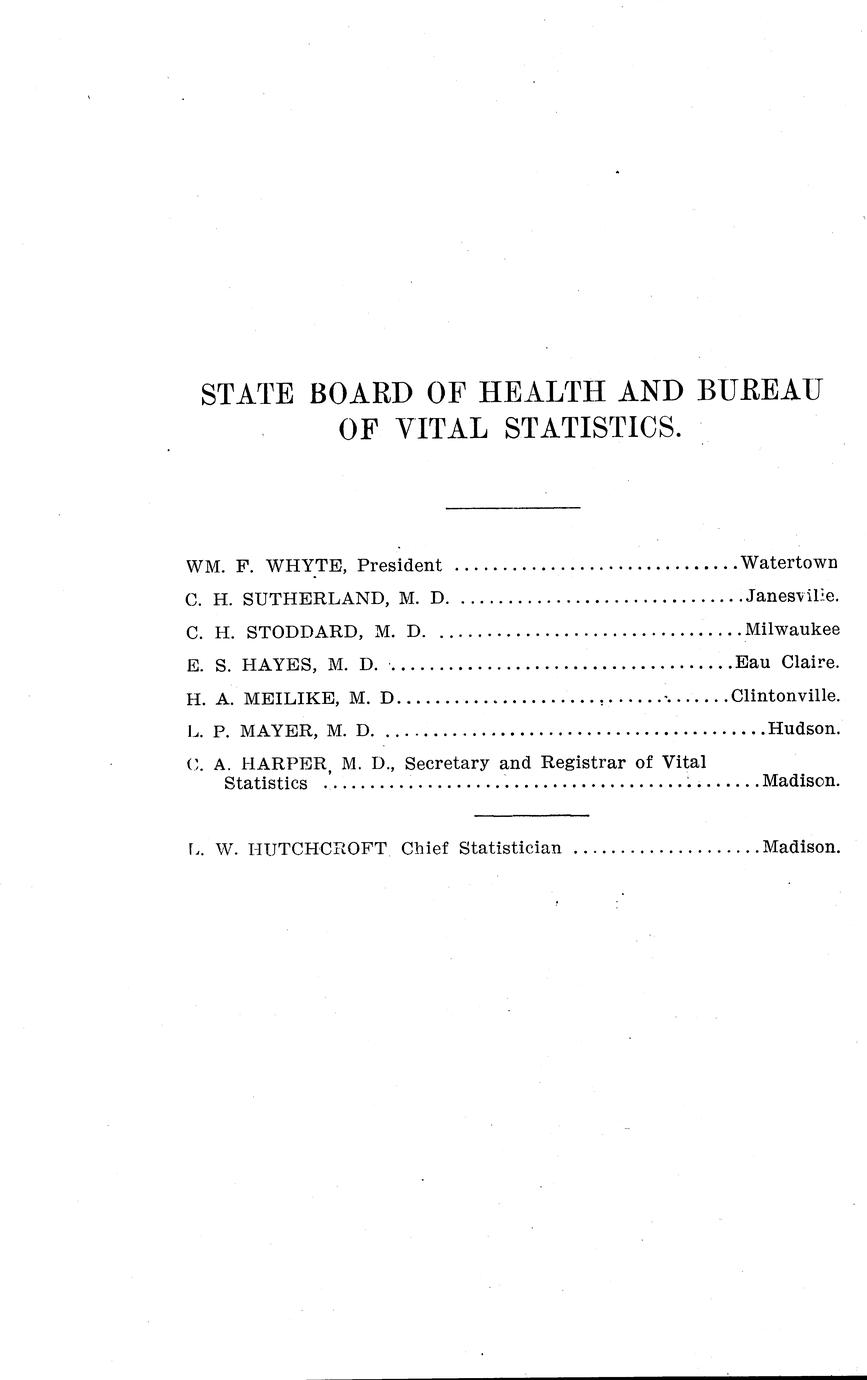 STATE BOARD OF HEALTH AND BUREAU
OF VITAL STATISTICS.
WM. F. WHYTE, President ..............................Watertown
C. H. SUTHERLAND, M. D. ..............................Janesville.
C. H. STODDARD, M. D. ................................Milwaukee
E. S. HAYES, M. D. ....................................Eau Claire.
H. A. MEILIKE, M. D...................................Clintonville.
L. P. MAYER, M. D. ........................................Hudson.
C. A. HARPER, M. D., Secretary and Registrar of Vital
Statistics ..............................................Madison.
L. W. HUTCHCROFT Chief Statistician ....................Madison.